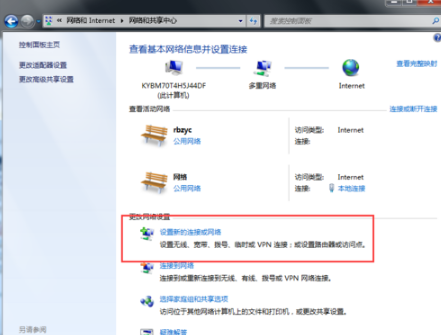 网络和 Internet ▸ 网络和共享中心
搜索控制面板
控制面板主页
更改适配器设置
更改高级共享设置
查看基本网络信息并设置连接
查看完整映射
KYBM70T4H5J44DF
(此计算机)
多重网络
Internet
查看活动网络
连接或断开连接
rbzyc
公用网络
访问类型: Internet
连接:
网络
公用网络
访问类型: Internet
连接: 本地连接
更改网络设置
设置新的连接或网络
设置无线、宽带、拨号、临时或 VPN 连接；或设置路由器或访问点。
连接到网络
连接到或重新连接到无线、有线、拨号或 VPN 网络连接。
选择家庭组和共享选项
访问位于其他网络计算机上的文件和打印机，或更改共享设置。
疑难解答
另请参阅